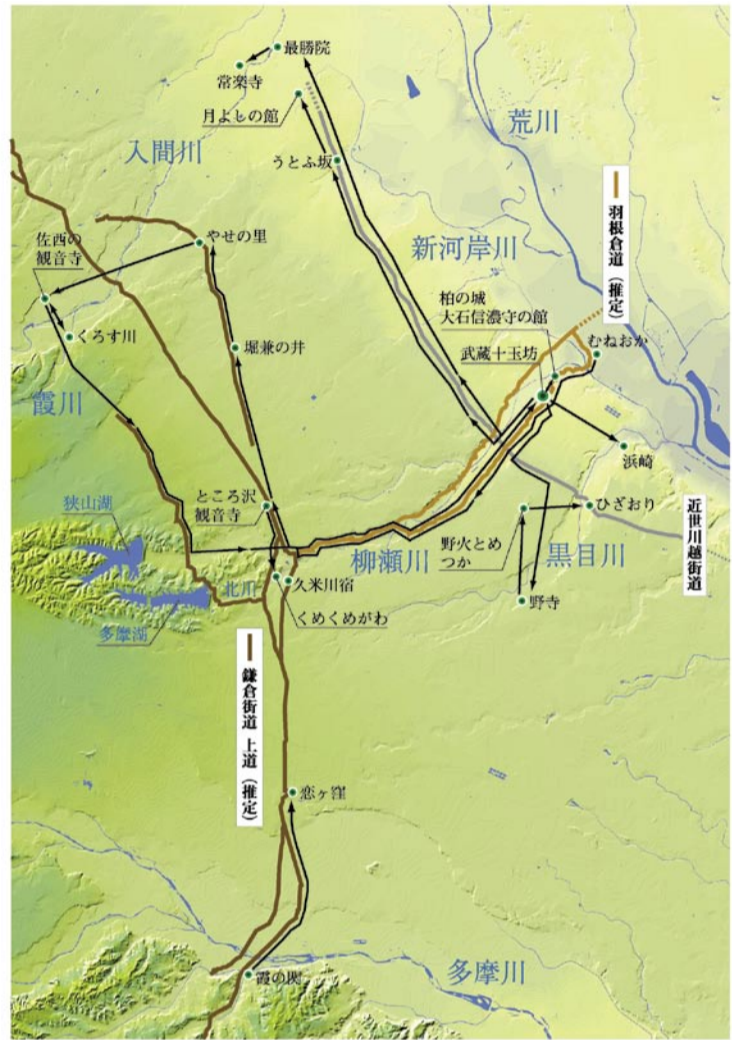 最勝院
常楽寺
月よしの館
荒川
入間川
うとふ坂
羽根倉道（推定）
佐西の
観音寺
やせの里
新河岸川
柏の城
大石信濃守の館
むねおか
くろす川
堀兼の井
武蔵十玉坊
霞川
浜崎
ところ沢
観音寺
ひざおり
近世川越街道
狭山湖
野火とめ
つか
柳瀬川
黒目川
北川
久米川宿
野寺
多摩湖
くめくめがわ
鎌倉街道 上道（推定）
恋ヶ窪
霞の関
多摩川